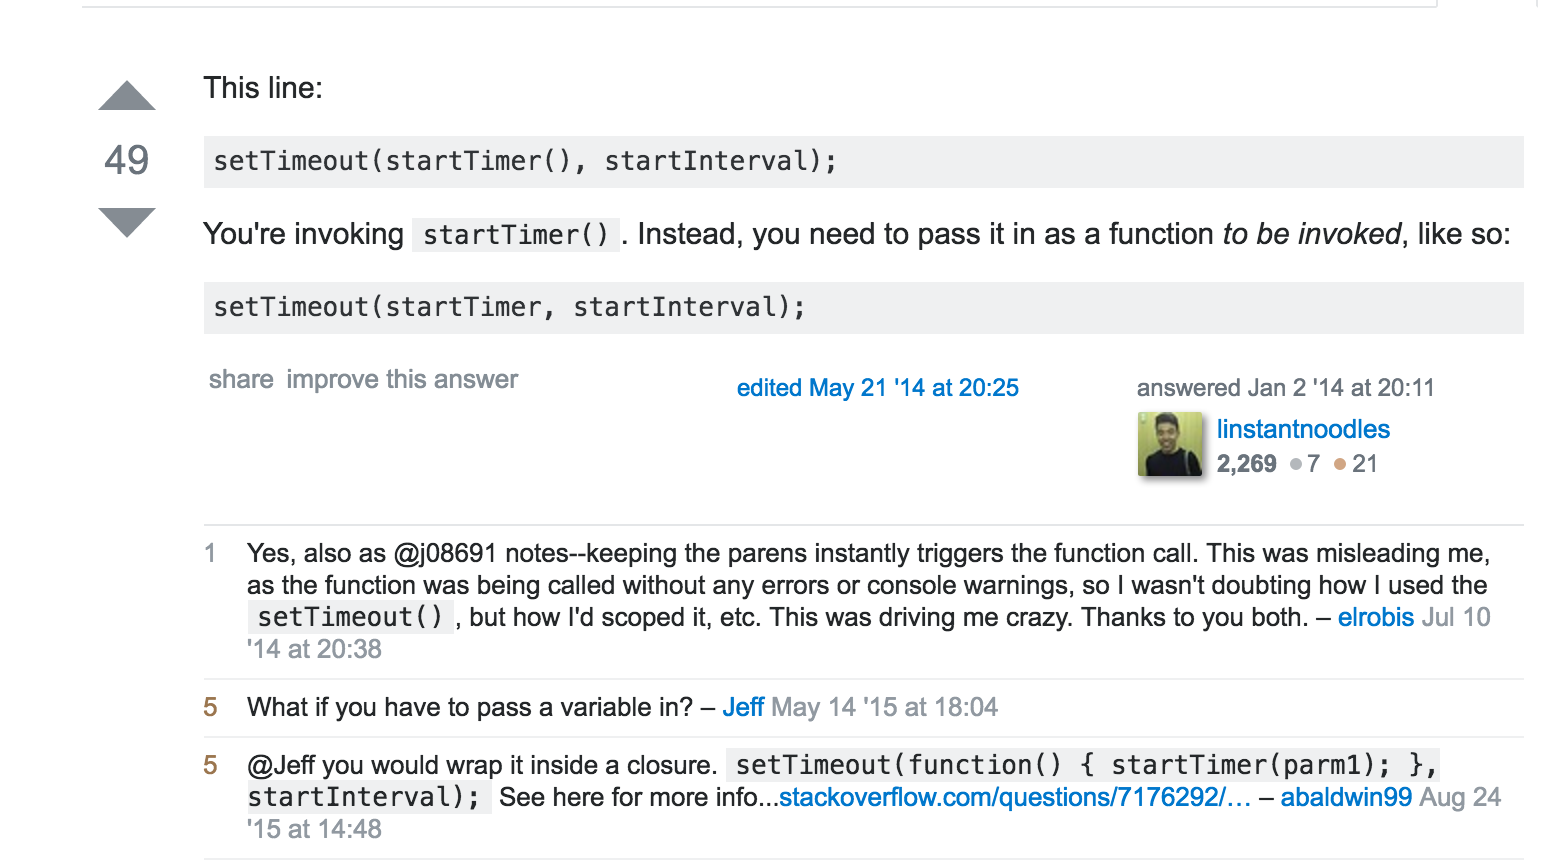 This line:
49
setTimeout(startTimer(), startInterval);
You're invoking startTimer() . Instead, you need to pass it in as a function to be invoked, like so:
setTimeout(startTimer, startInterval);
share improve this answer
edited May 21 '14 at 20:25
answered Jan 2 '14 at 20:11
linstantnoodles
2,269 7 21
1 Yes, also as @j08691 notes--keeping the parens instantly triggers the function call. This was misleading me,
as the function was being called without any errors or console warnings, so I wasn't doubting how I used the
setTimeout() , but how I'd scoped it, etc. This was driving me crazy. Thanks to you both. – elrobis Jul 10
'14 at 20:38
5 What if you have to pass a variable in? – Jeff May 14 '15 at 18:04
5 @Jeff you would wrap it inside a closure. setTimeout(function() { startTimer(parm1); },
startInterval); See here for more info...stackoverflow.com/questions/7176292/… – abaldwin99 Aug 24
'15 at 14:48